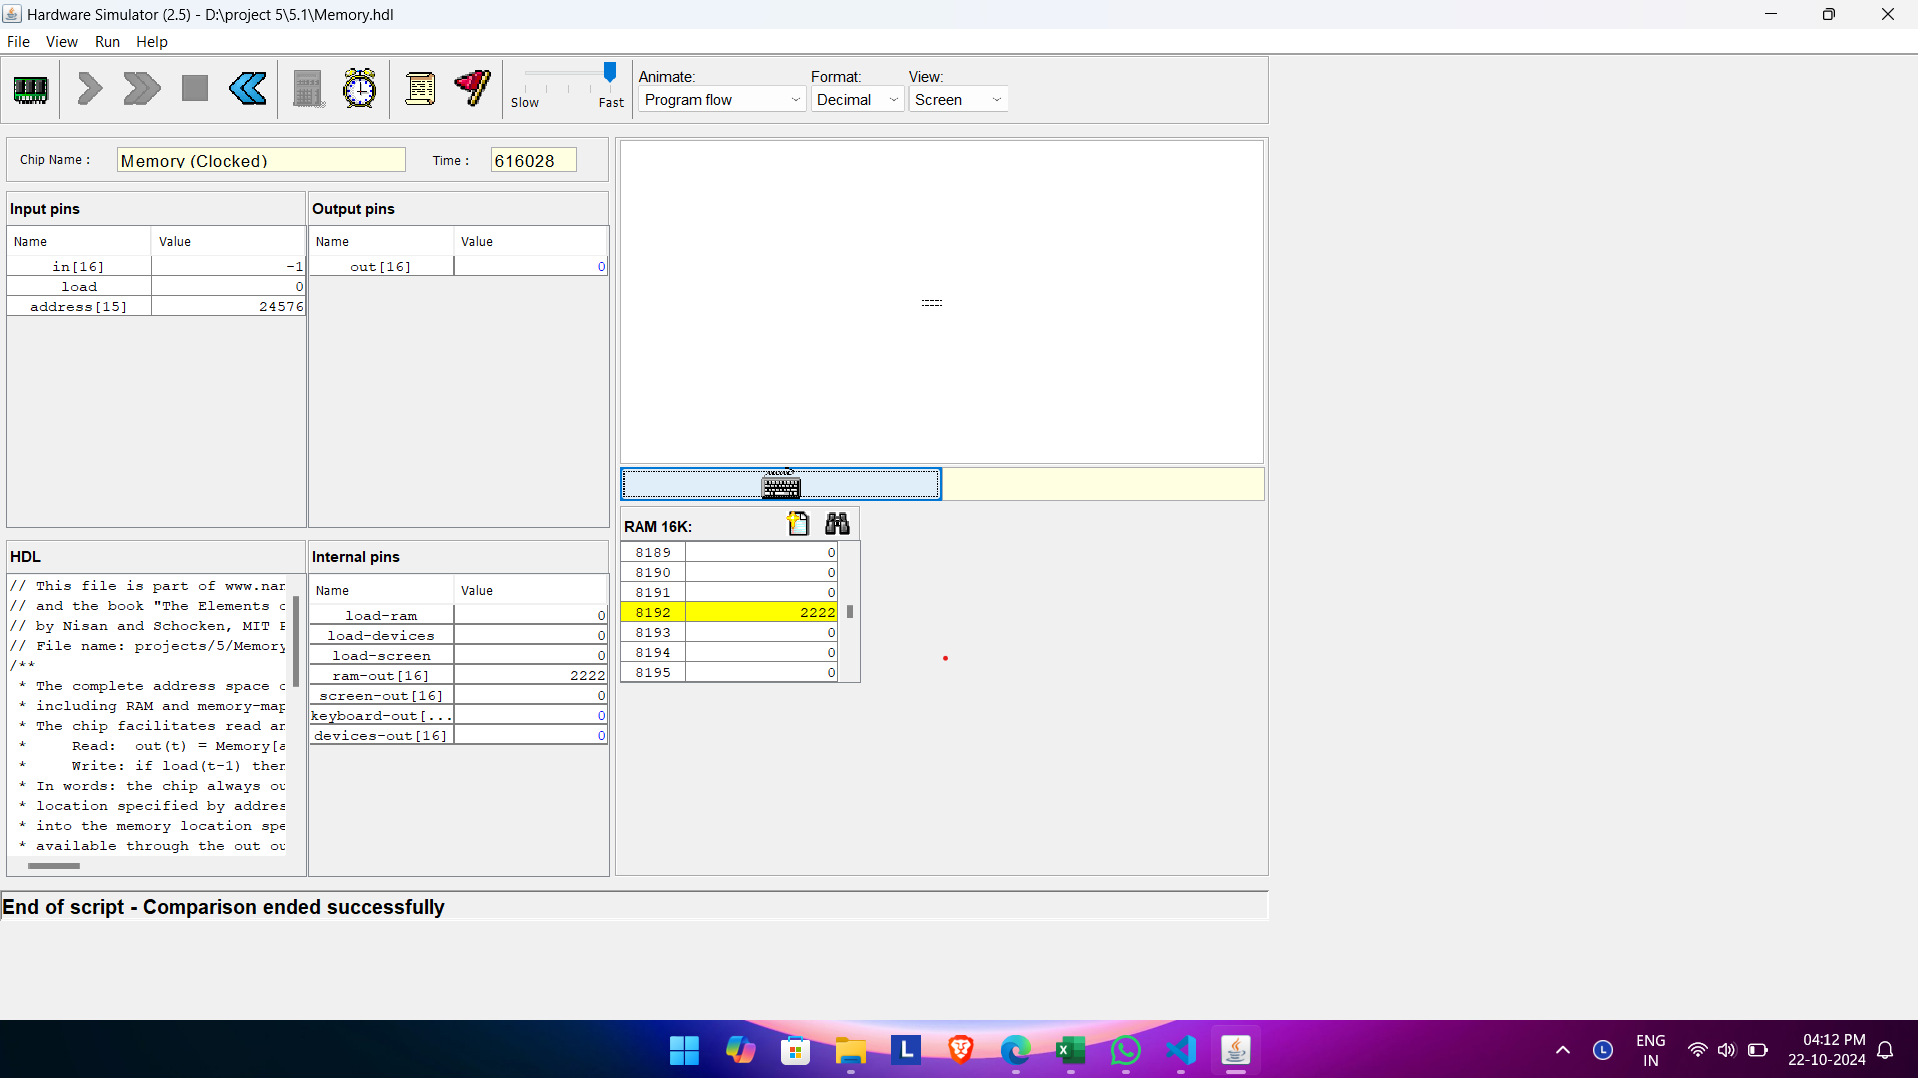 Hardware Simulator (2.5) - D:\project 5\5.1\Memory.hdl
File View Run Help
Slow Fast
Animate: Format: View:
Program flow Decimal Screen
Chip Name : Memory (Clocked) Time : 616028
Input pins
Name Value
in[16] -1
load 0
address[15] 24576
Output pins
Name Value
out[16] 0
HDL
// This file is part of www.nan
// and the book "The Elements o
// by Nisan and Schocken, MIT
// File name: projects/5/Memory
/**
* The complete address space o
* including RAM and memory-map
* The chip facilitates read an
* Read: out(t) = Memory[a
* Write: if load(t-1) then
* In words: the chip always ou
* location specified by addres
* into the memory location spe
* available through the out ou
Internal pins
Name Value
load-ram 0
load-devices 0
load-screen 0
ram-out[16] 2222
screen-out[16] 0
keyboard-out[... 0
devices-out[16] 0
RAM 16K:
8189 0
8190 0
8191 0
8192 2222
8193 0
8194 0
8195 0
End of script - Comparison ended successfully
L
L
ENG
IN
04:12 PM
22-10-2024